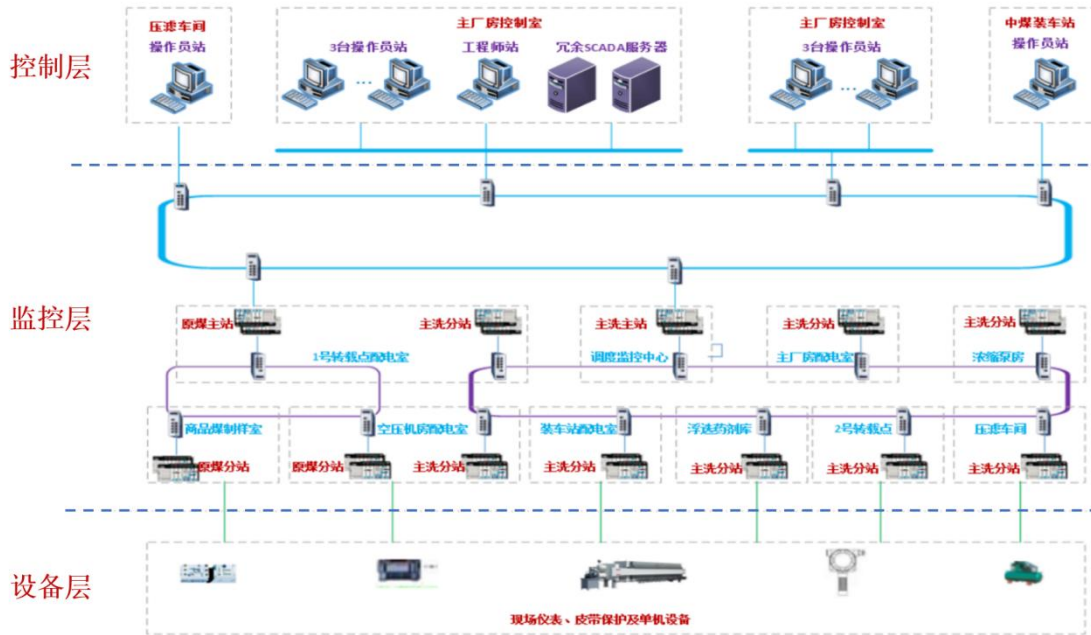 控制层
压滤车间
操作员站
主厂房控制室
3台操作员站
工程师站
冗余SCADA服务器
...
主厂房控制室
3台操作员站
...
中煤装车站
操作员站
监控层
原煤主站
主洗分站
1号转载点配电室
主洗主站
调度监控中心
主洗分站
主厂房配电室
主洗分站
浓缩泵房
商品煤制样室
原煤分站
空压机房配电室
原煤分站
主洗分站
装车站配电室
主洗分站
浮选药剂库
主洗分站
2号转载点
主洗分站
压滤车间
主洗分站
设备层
现场仪表、皮带保护及单机设备